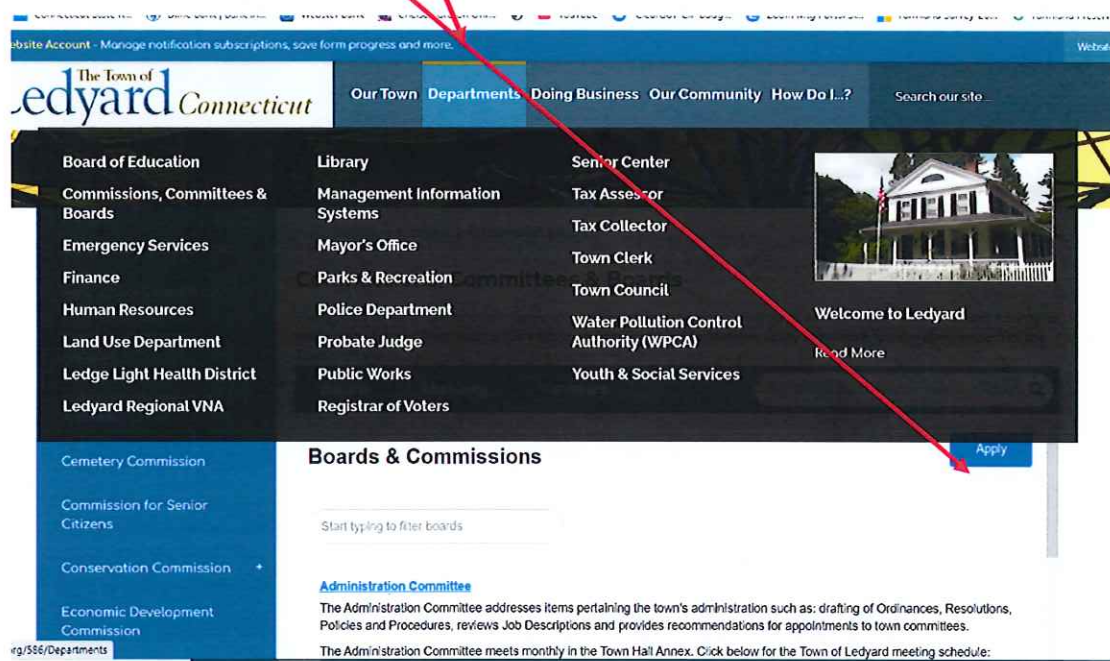 ebsite Account - Manage notification subscriptions, save form progress and more.
Website
The Town of
Ledyard Connecticut
Our Town Departments Doing Business Our Community How Do I...? Search our site...
Board of Education
Commissions, Committees &
Boards
Emergency Services
Finance
Human Resources
Land Use Department
Ledge Light Health District
Ledyard Regional VNA
Library
Management Information
Systems
Mayor's Office
Parks & Recreation
Police Department
Probate Judge
Public Works
Registrar of Voters
Senior Center
Tax Assessor
Tax Collector
Town Clerk
Town Council
Water Pollution Control
Authority (WPCA)
Youth & Social Services
Welcome to Ledyard
Read More
Cemetery Commission
Commission for Senior
Citizens
Conservation Commission +
Economic Development
Commission
org/586/Departments
Boards & Commissions
Apply
Start typing to filter boards
Administration Committee
The Administration Committee addresses items pertaining the town's administration such as: drafting of Ordinances, Resolutions,
Policies and Procedures, reviews Job Descriptions and provides recommendations for appointments to town committees.
The Administration Committee meets monthly in the Town Hall Annex. Click below for the Town of Ledyard meeting schedule: